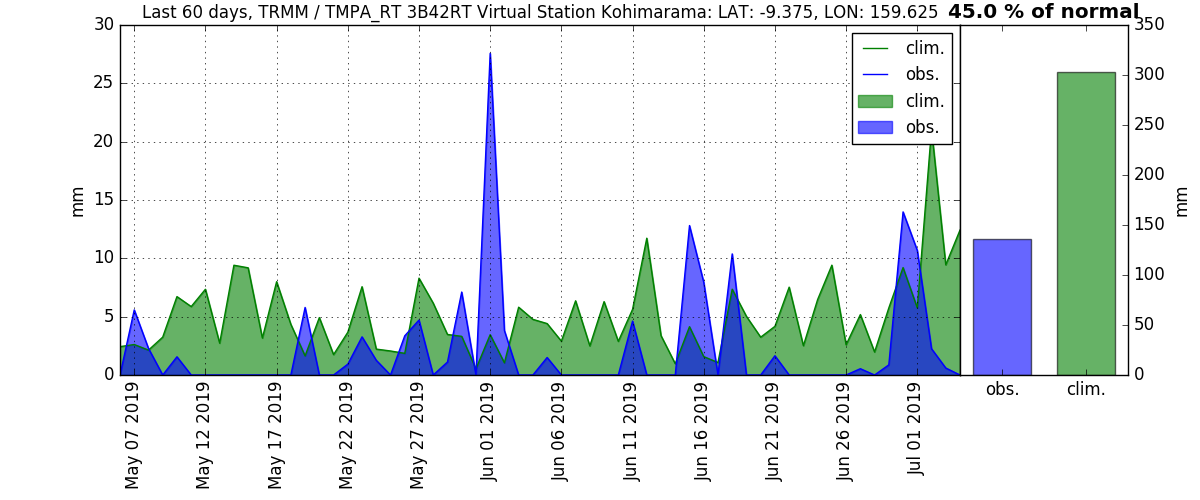 Last 60 days, TRMM / TMPA_RT 3B42RT Virtual Station Kohimarama: LAT: -9.375, LON: 159.625 45.0 % of normal
30
25
20
15
10
5
0
mm
clim.
obs.
clim.
obs.
May 07 2019
May 12 2019
May 17 2019
May 22 2019
May 27 2019
Jun 01 2019
Jun 06 2019
Jun 11 2019
Jun 16 2019
Jun 21 2019
Jun 26 2019
Jul 01 2019
350
300
250
200
150
100
50
0
mm
obs.
clim.